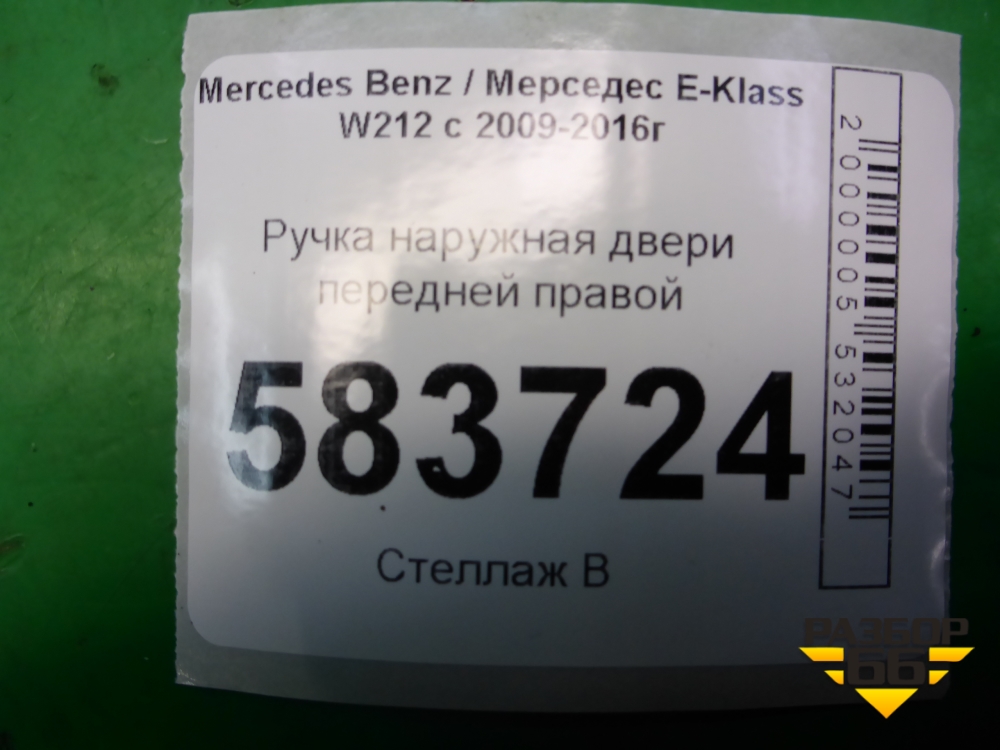 Mercedes Benz / Мерседес E-Klass
W212 с 2009-2016г
Ручка наружная двери
передней правой
583724
Стеллаж В
2000005532047
РАЗБОР
66